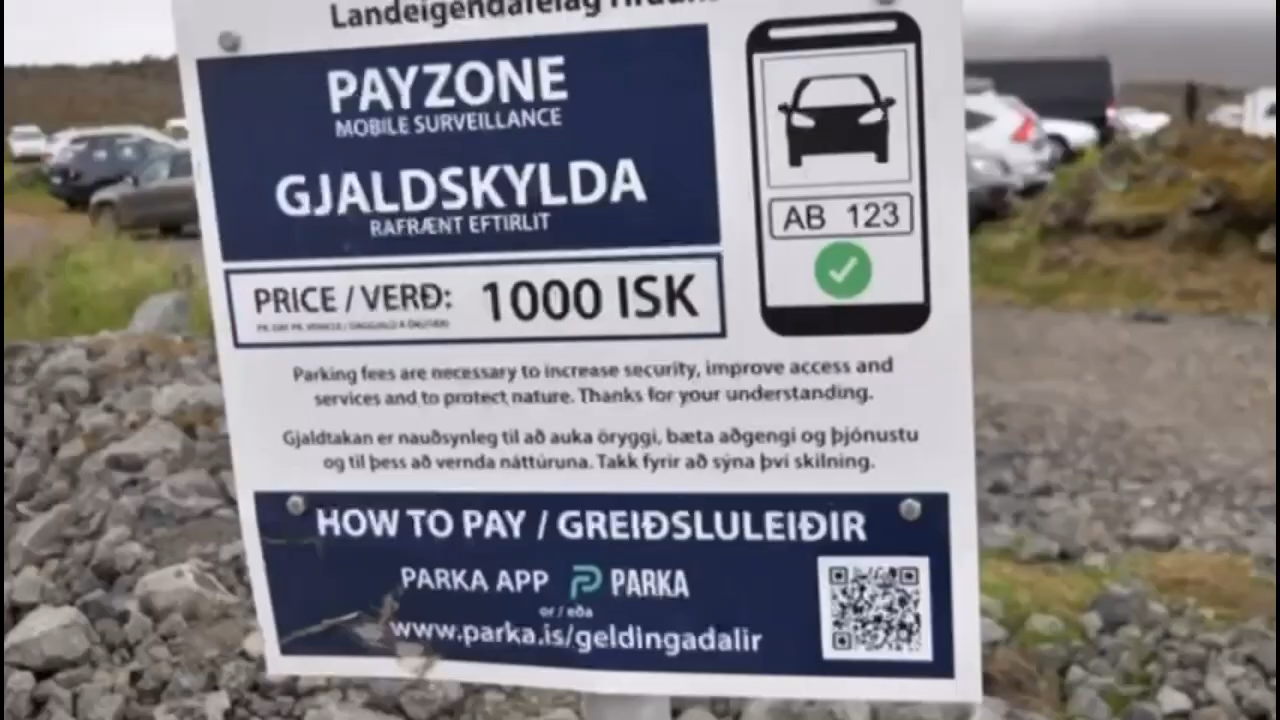 Landeigendafélag
PAYZONE
MOBILE SURVEILLANCE
GJALDSKYLDA
RAFRÆNT EFTIRLIT
PRICE / VERÐ: 1000 ISK
AB 123
Parking fees are necessary to increase security, improve access and
services and to protect nature. Thanks for your understanding.
Gjaldtakan er nauðsynleg til að auka öryggi, bæta aðgengi og þjónustu
og til þess að vernda náttúruna. Takk fyrir að sýna því skilning.
HOW TO PAY / GREIÐSLULEIÐIR
PARKA APP PARKA
or / eða
www.parka.is/geldingadalir